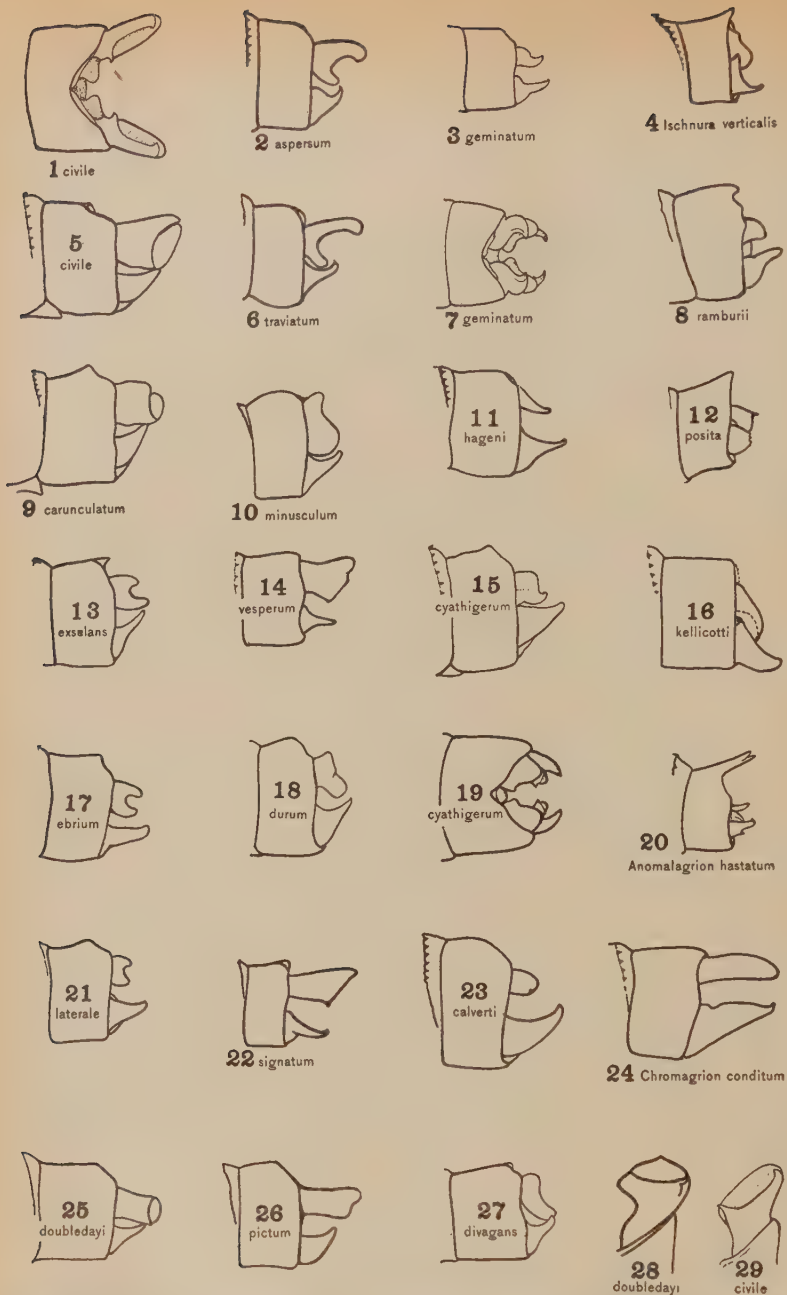 1 civile
2 aspersum
3 geminatum
4 Ischnura verticalis
5
civile
6 traviatum
7 geminatum
8 ramburii
9 carunculatum
10 minusculum
11
hageni
12
posita
13
exsulans
14
vesperum
15
cyathigerum
16
kellicotti
17
ebrium
18
durum
19
cyathigerum
20
Anomalagrion hastatum
21
laterale
22 signatum
23
calverti
24 Chromagrion conditum
25
doubledayi
26
pictum
27
divagans
28
doubledayi
29
civile